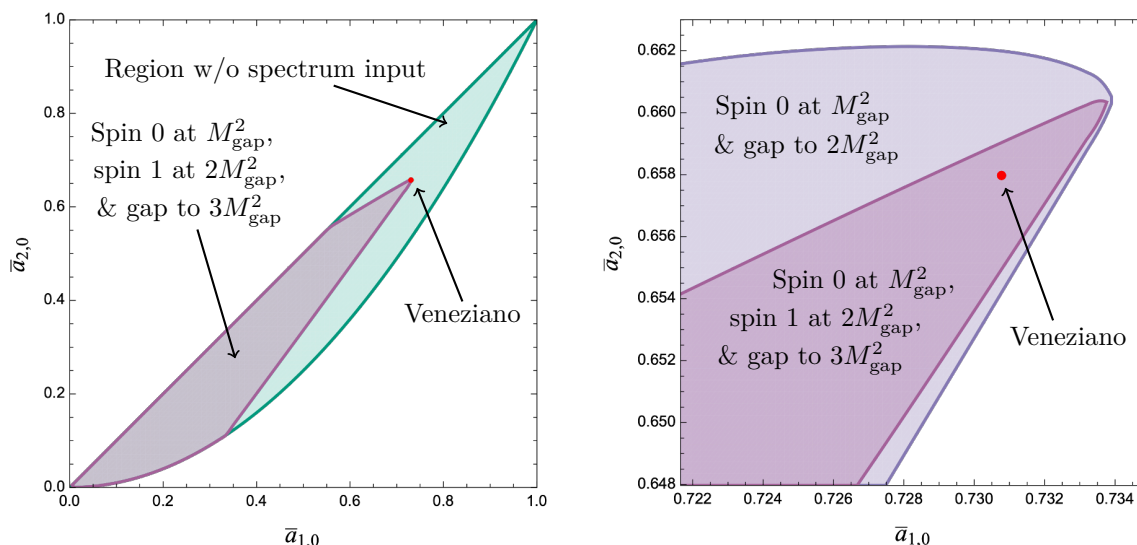 1.0
0.8
0.6
0.4
0.2
0.0
a̅₂,₀
Region w/o spectrum input
Spin 0 at M²gap,
spin 1 at 2M²gap,
& gap to 3M²gap
Veneziano
0.0 0.2 0.4 0.6 0.8 1.0
a̅₁,₀
0.662
0.660
0.658
0.656
0.654
0.652
0.650
0.648
a̅₂,₀
Spin 0 at M²gap
& gap to 2M²gap
Spin 0 at M²gap,
spin 1 at 2M²gap,
& gap to 3M²gap
Veneziano
0.722 0.724 0.726 0.728 0.730 0.732 0.734
a̅₁,₀